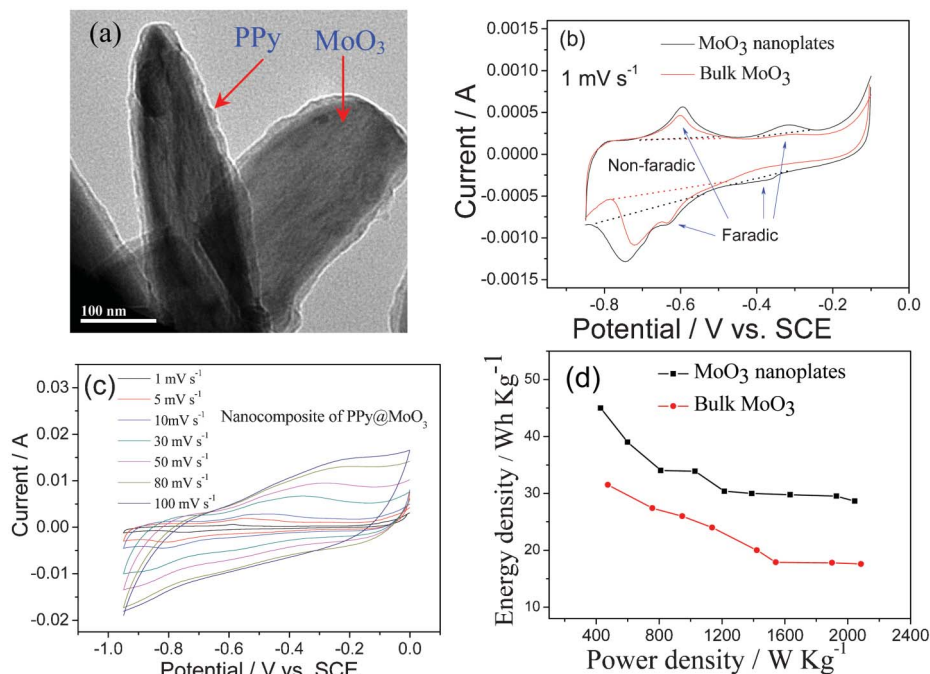 (a)
PPy
MoO3
100 nm
(b)
MoO3 nanoplates
Bulk MoO3
1 mV s-1
0.0015
0.0010
0.0005
0.0000
-0.0005
-0.0010
-0.0015
Non-faradic
Faradic
-0.8
-0.6
-0.4
-0.2
0.0
Current / A
Potential / V vs. SCE
(c)
1 mV s-1
5 mV s-1
10mV s-1
30 mV s-1
50 mV s-1
80 mV s-1
100 mV s-1
Nanocomposite of PPy@MoO3
0.03
0.02
0.01
0.00
-0.01
-0.02
-1.0
-0.8
-0.6
-0.4
-0.2
0.0
Current / A
Potential / V vs. SCE
(d)
MoO3 nanoplates
Bulk MoO3
50
40
30
20
10
400
800
1200
1600
2000
2400
Energy density / Wh Kg-1
Power density / W Kg-1